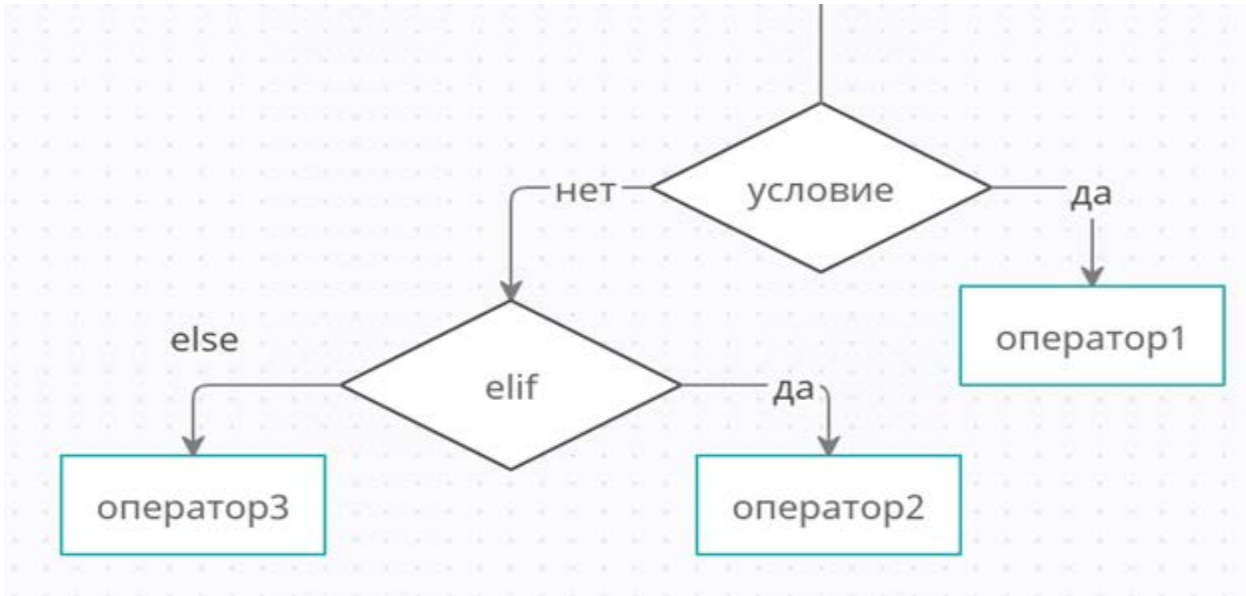 нет
условие
да
else
оператор1
elif
да
оператор3
оператор2